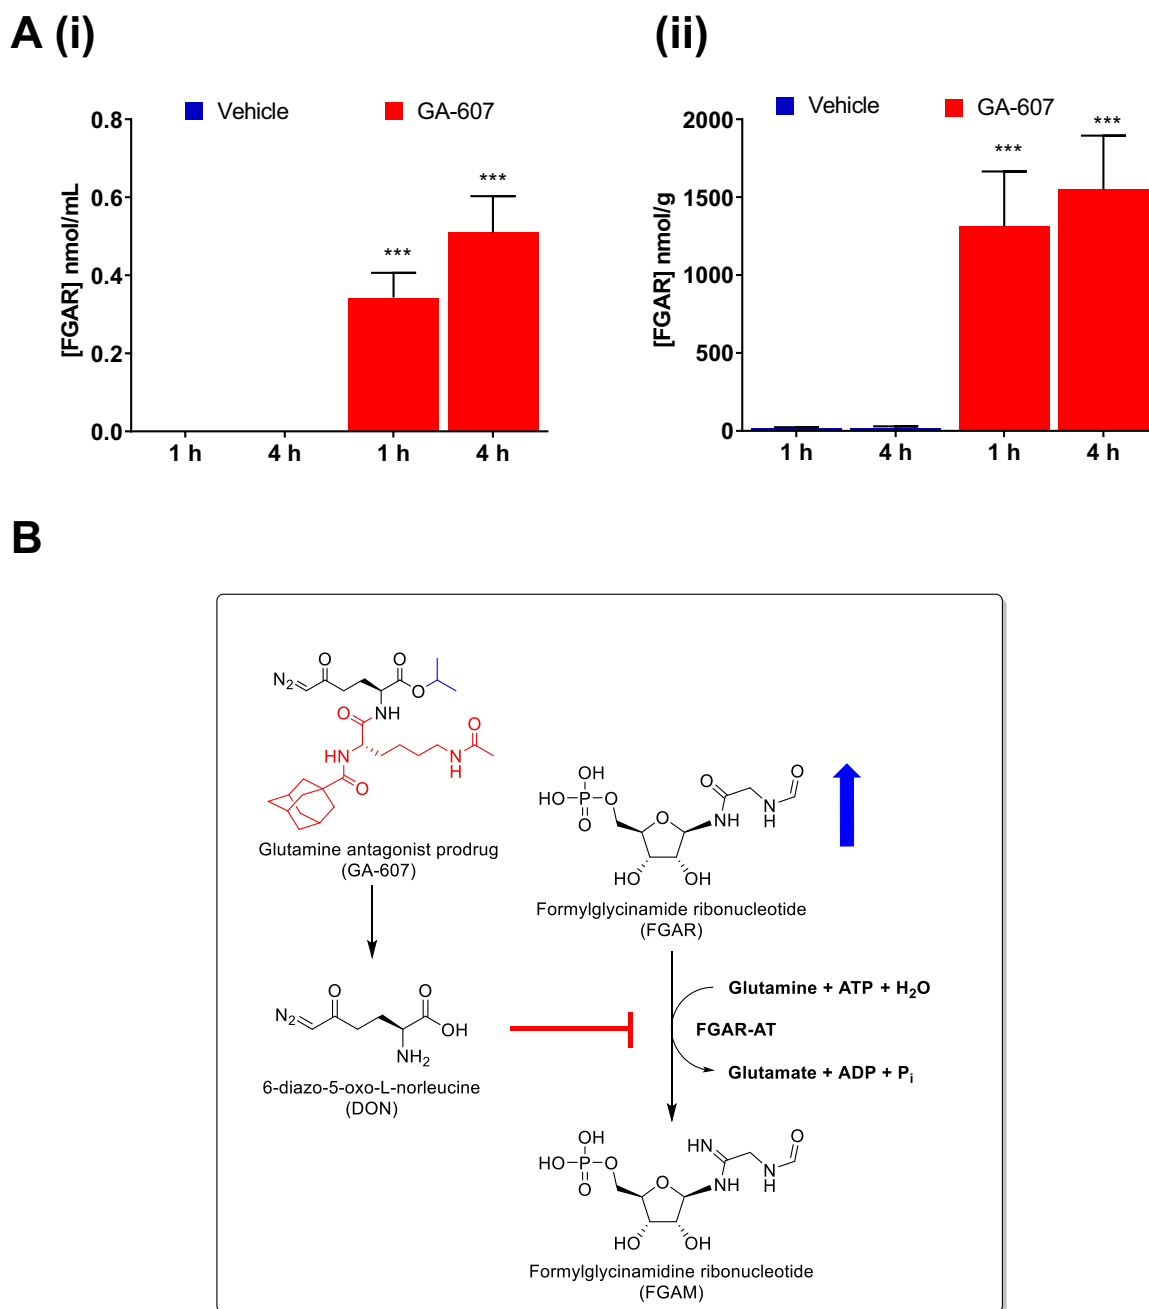 A (i)
(ii)
Vehicle
GA-607
[FGAR] nmol/mL
0.8
0.6
0.4
0.2
0.0
***
***
1 h
4 h
1 h
4 h
Vehicle
GA-607
[FGAR] nmol/g
2000
1500
1000
500
0
***
***
1 h
4 h
1 h
4 h
B
N2
O
O
O
NH
O
O
HN
N
H
O
Glutamine antagonist prodrug
(GA-607)
N2
O
O
OH
NH2
6-diazo-5-oxo-L-norleucine
(DON)
OH
HO
P
O
O
O
O
NH
N
H
O
HO
OH
Formylglycinamide ribonucleotide
(FGAR)
Glutamine + ATP + H2O
FGAR-AT
Glutamate + ADP + Pi
OH
HO
P
O
O
O
HN
NH
N
H
O
HO
OH
Formylglycinamidine ribonucleotide
(FGAM)